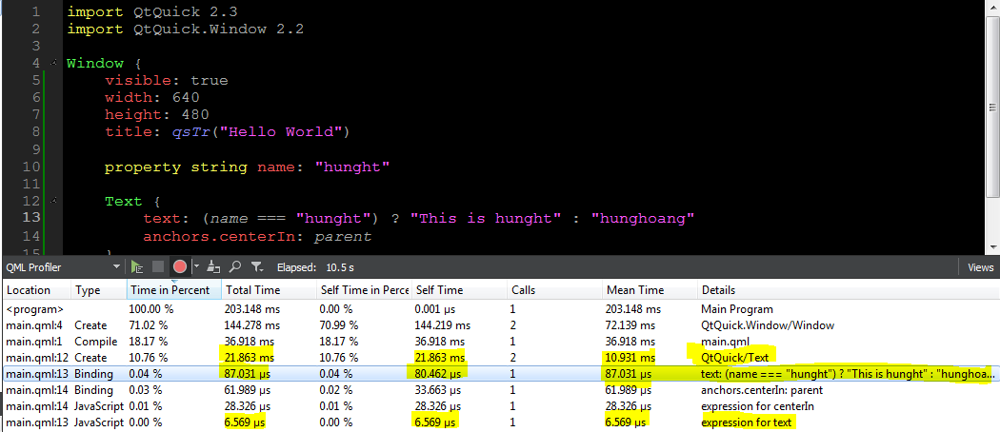 1 import QtQuick 2.3
2 import QtQuick.Window 2.2
3
4 Window {
5 visible: true
6 width: 640
7 height: 480
8 title: qsTr("Hello World")
9
10 property string name: "hunght"
11
12 Text {
13 text: (name === "hunght") ? "This is hunght" : "hunghoang"
14 anchors.centerIn: parent
15 }
QML Profiler Elapsed: 10.5 s Views
Location Type Time in Percent Total Time Self Time in Perce Self Time Calls Mean Time Details
<program> 100.00 % 203.148 ms 0.00 % 0.001 µs 1 203.148 ms Main Program
main.qml:4 Create 71.02 % 144.278 ms 70.99 % 144.219 ms 2 72.139 ms QtQuick.Window/Window
main.qml:1 Compile 18.17 % 36.918 ms 18.17 % 36.918 ms 1 36.918 ms main.qml
main.qml:12 Create 10.76 % 21.863 ms 10.76 % 21.863 ms 2 10.931 ms QtQuick/Text
main.qml:13 Binding 0.04 % 87.031 µs 0.04 % 80.462 µs 1 87.031 µs text: (name === "hunght") ? "This is hunght" : "hunghoa...
main.qml:14 Binding 0.03 % 61.989 µs 0.02 % 33.663 µs 1 61.989 µs anchors.centerIn: parent
main.qml:14 JavaScript 0.01 % 28.326 µs 0.01 % 28.326 µs 1 28.326 µs expression for centerIn
main.qml:13 JavaScript 0.00 % 6.569 µs 0.00 % 6.569 µs 1 6.569 µs expression for text